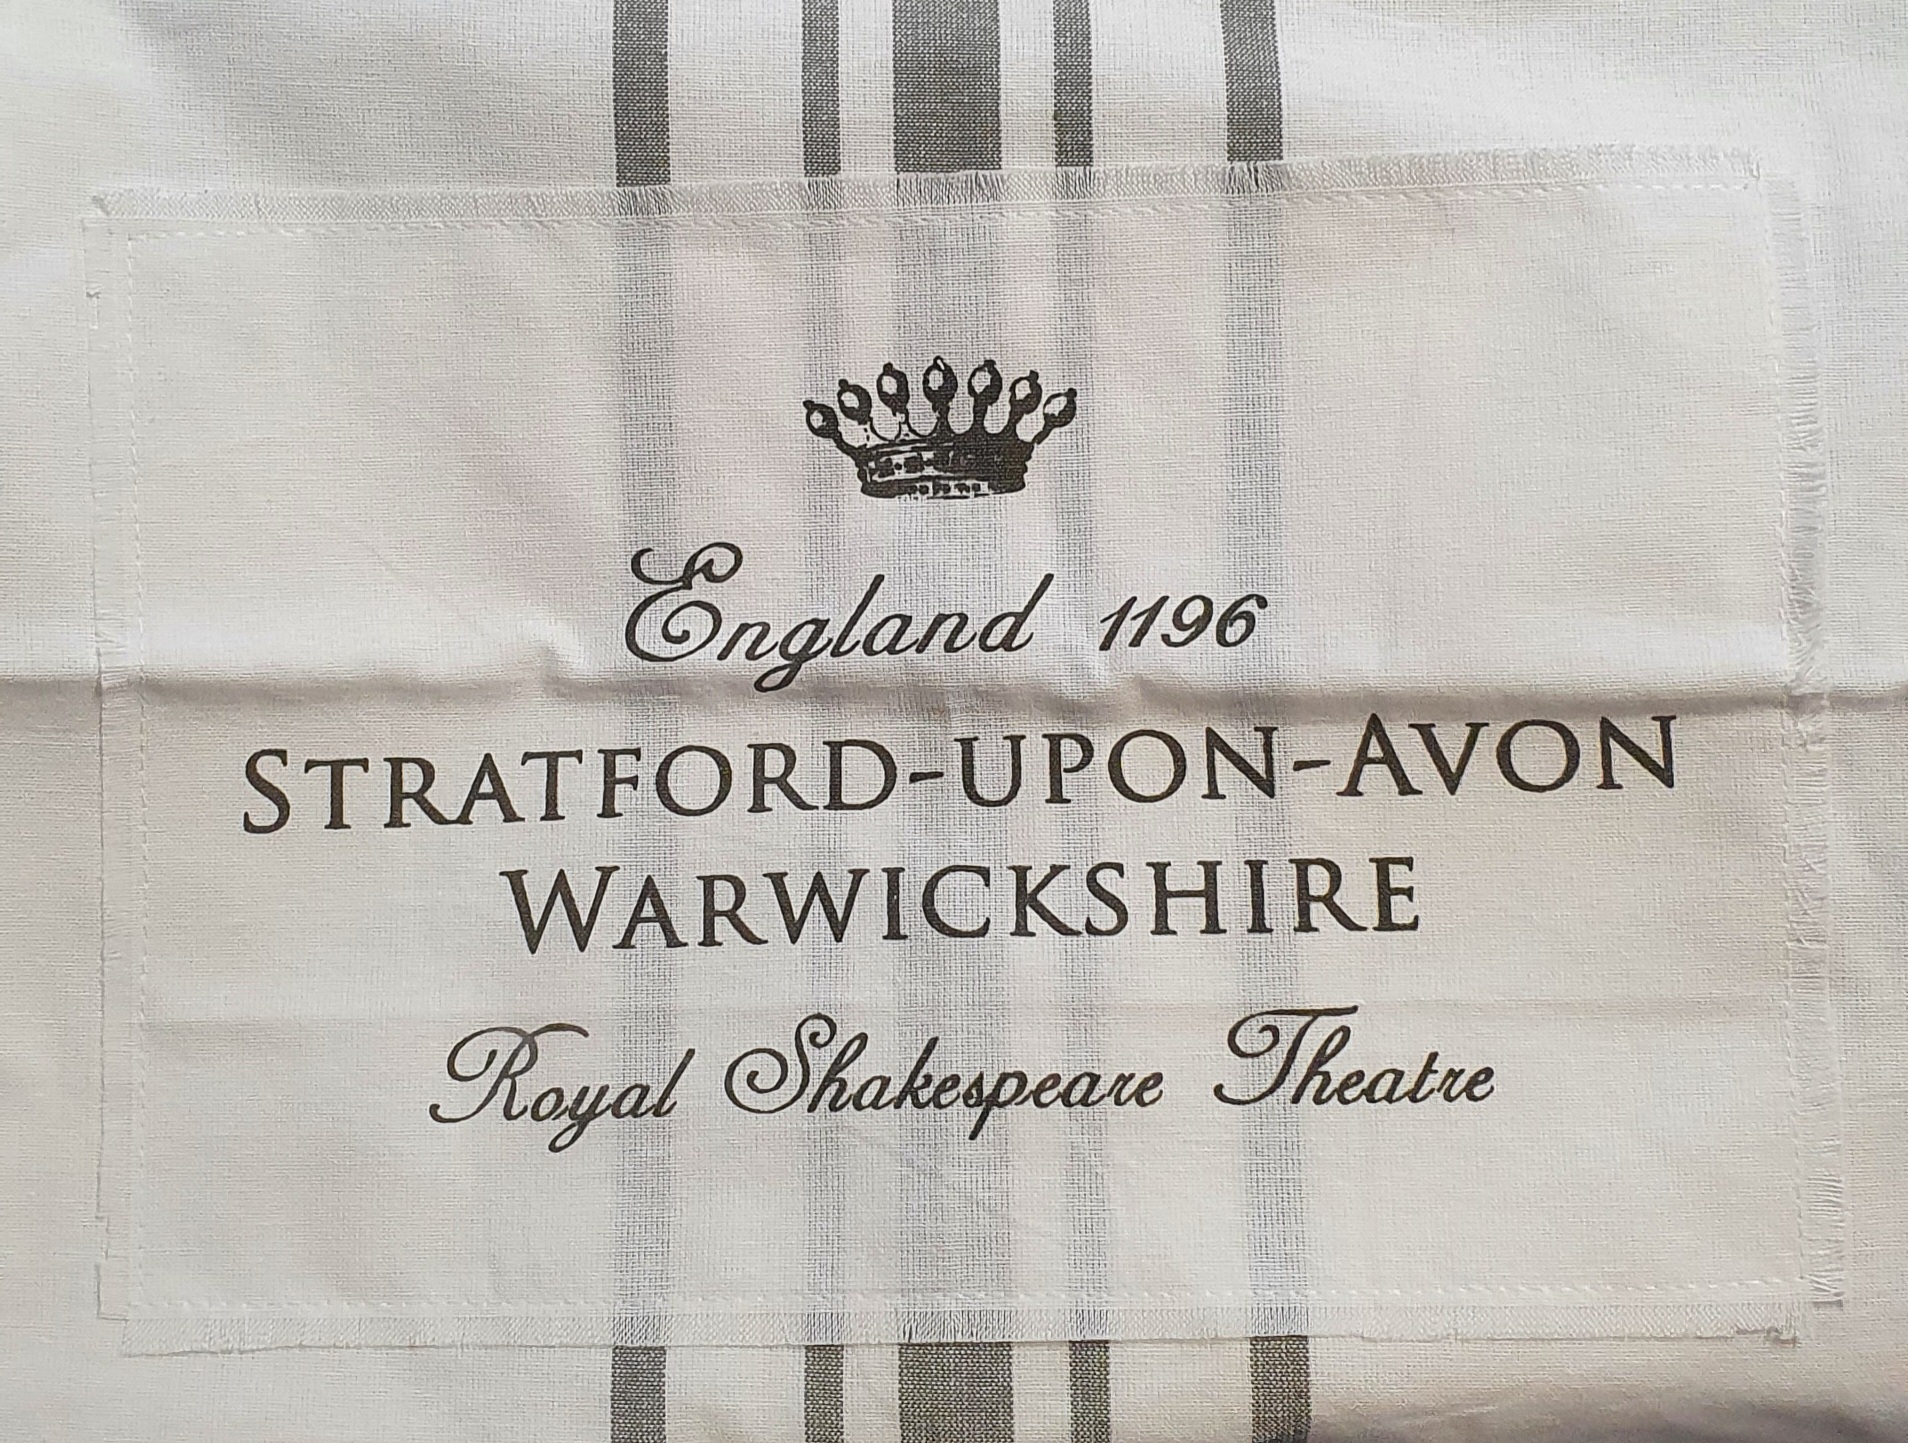 England 1196
STRATFORD-UPON-AVON
WARWICKSHIRE
Royal Shakespeare Theatre